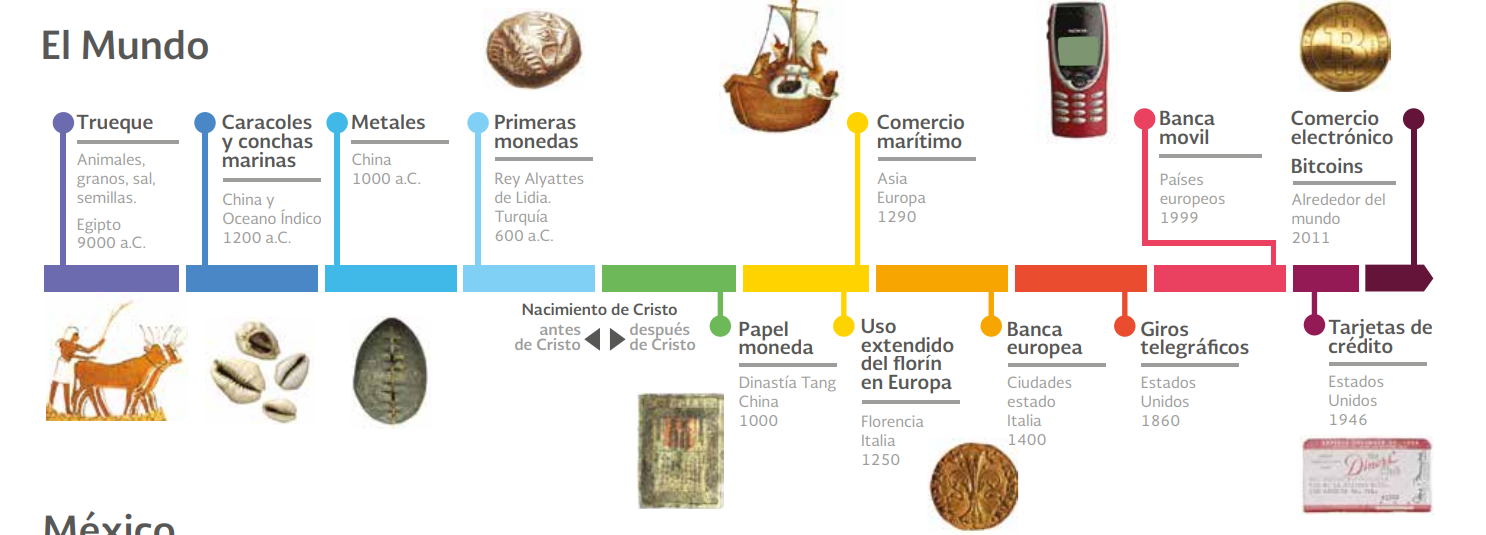 El Mundo
Trueque
Animales,
granos, sal,
semillas.
Egipto
9000 a.C.
Caracoles
y conchas
marinas
China y
Oceano Índico
1200 a.C.
Metales
China
1000 a.C.
Primeras
monedas
Rey Alyattes
de Lidia.
Turquía
600 a.C.
Comercio
marítimo
Asia
Europa
1290
NOKIA
Banca
movil
Países
europeos
1999
B
Comercio
electrónico
Bitcoins
Alrededor del
mundo
2011
Nacimiento de Cristo
antes
de Cristo
después
de Cristo
Papel
moneda
Dinastía Tang
China
1000
Uso
extendido
del florín
en Europa
Florencia
Italia
1250
Banca
europea
Ciudades
estado
Italia
1400
Giros
telegráficos
Estados
Unidos
1860
Tarjetas de
crédito
Estados
Unidos
1946
México